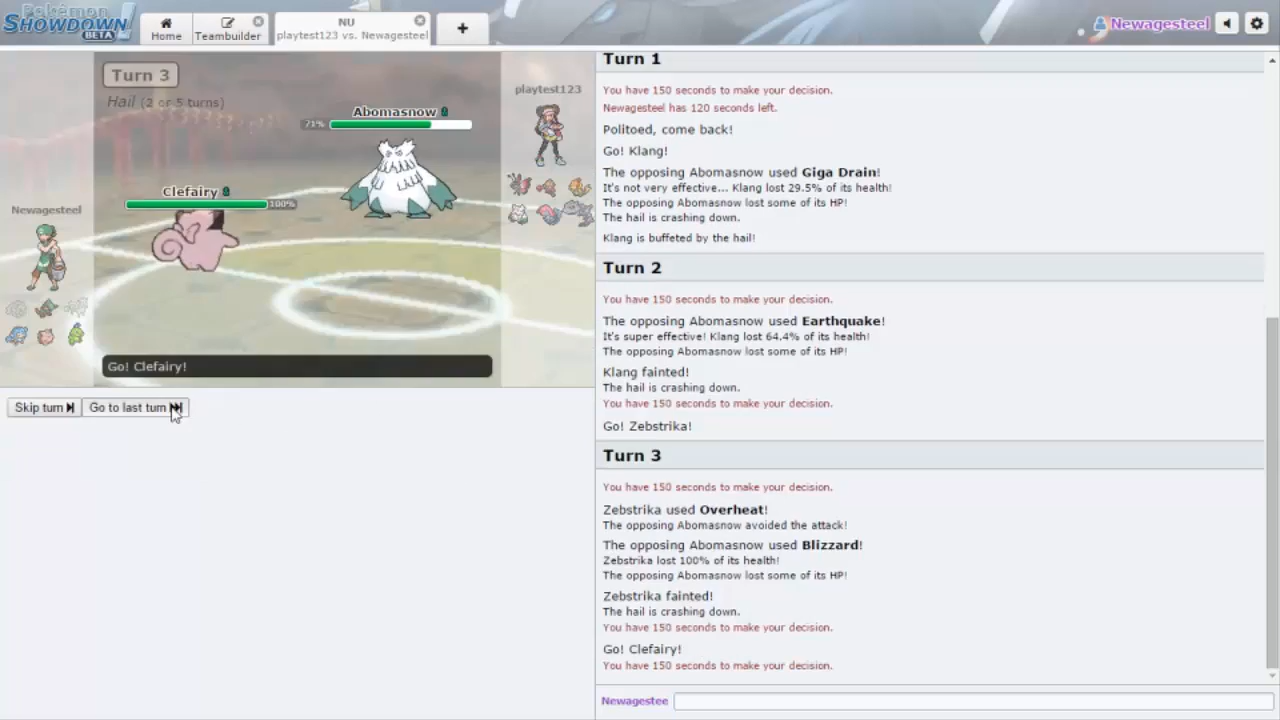 Pokémon
SHOWDOWN
BETA
Home
Teambuilder
NU
playtest123 vs. Newagesteel
+
Newagesteel
Turn 3
Hail (2 or 5 turns)
Abomasnow
71%
Clefairy
100%
Newagesteel
playtest123
Go! Clefairy!
Skip turn
Go to last turn
Turn 1
You have 150 seconds to make your decision.
Newagesteel has 120 seconds left.
Politoed, come back!
Go! Klang!
The opposing Abomasnow used Giga Drain!
It's not very effective... Klang lost 29.5% of its health!
The opposing Abomasnow lost some of its HP!
The hail is crashing down.
Klang is buffeted by the hail!
Turn 2
You have 150 seconds to make your decision.
The opposing Abomasnow used Earthquake!
It's super effective! Klang lost 64.4% of its health!
The opposing Abomasnow lost some of its HP!
Klang fainted!
The hail is crashing down.
You have 150 seconds to make your decision.
Go! Zebstrika!
Turn 3
You have 150 seconds to make your decision.
Zebstrika used Overheat!
The opposing Abomasnow avoided the attack!
The opposing Abomasnow used Blizzard!
Zebstrika lost 100% of its health!
The opposing Abomasnow lost some of its HP!
Zebstrika fainted!
The hail is crashing down.
You have 150 seconds to make your decision.
Go! Clefairy!
You have 150 seconds to make your decision.
Newagestee